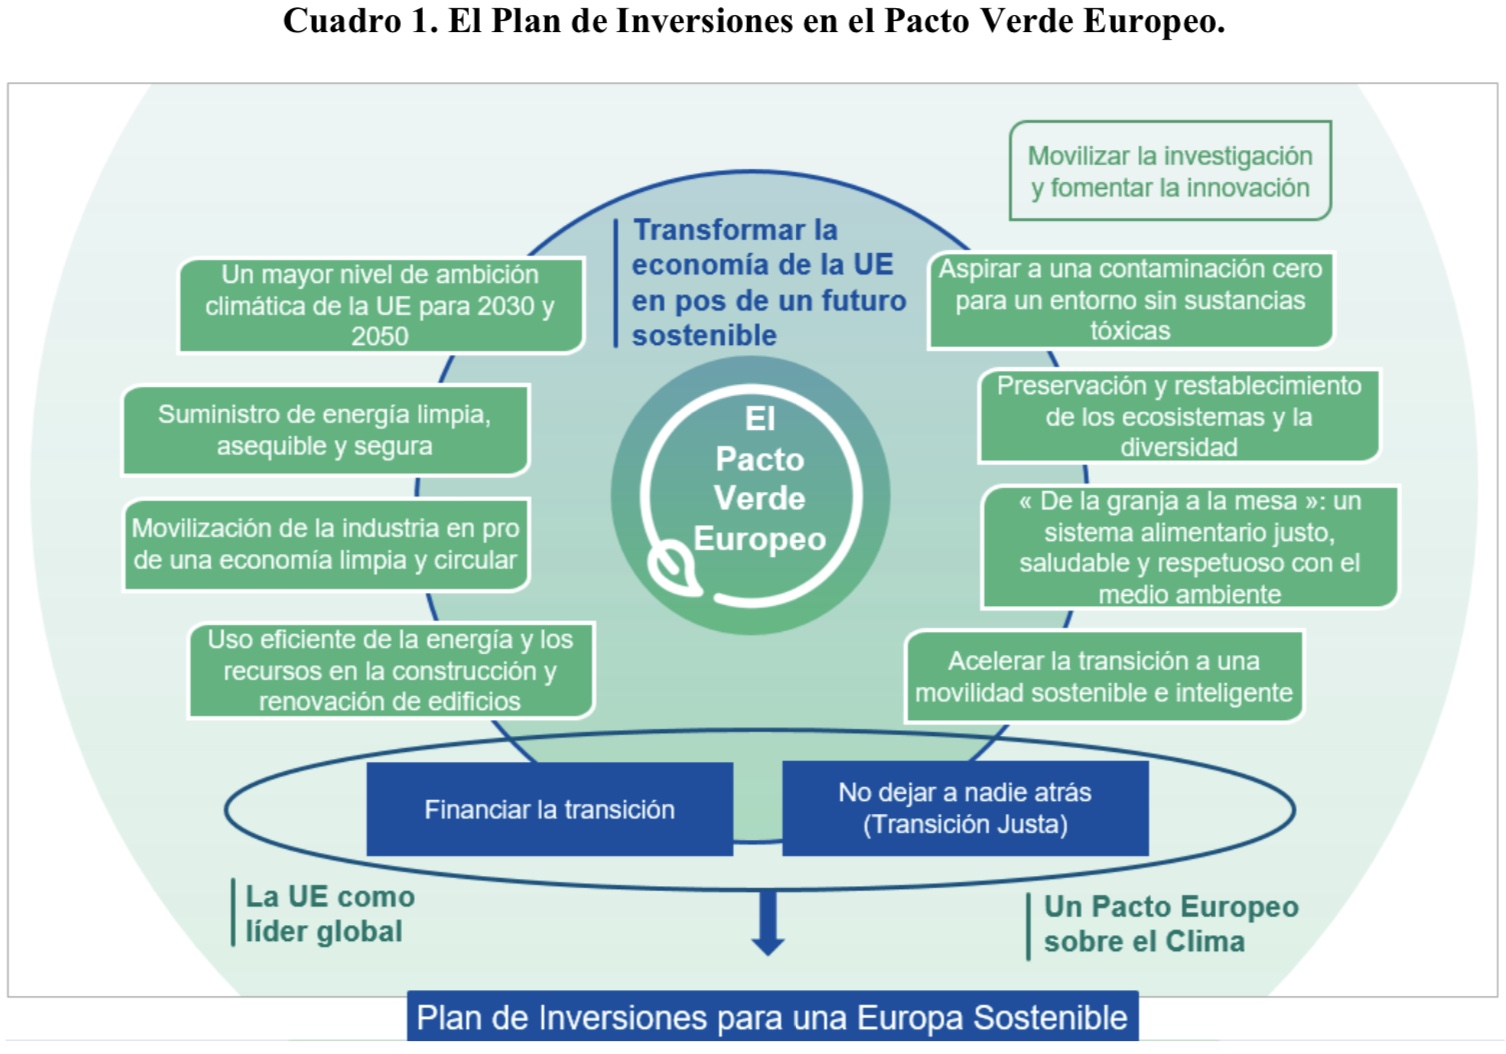 Cuadro 1. El Plan de Inversiones en el Pacto Verde Europeo.
Movilizar la investigación
y fomentar la innovación
Transformar la
economía de la UE
en pos de un futuro
sostenible
Un mayor nivel de ambición
climática de la UE para 2030 y
2050
Suministro de energía limpia,
asequible y segura
Movilización de la industria en pro
de una economía limpia y circular
Uso eficiente de la energía y los
recursos en la construcción y
renovación de edificios
El
Pacto
Verde
Europeo
Aspirar a una contaminación cero
para un entorno sin sustancias
tóxicas
Preservación y restablecimiento
de los ecosistemas y la
diversidad
« De la granja a la mesa »: un
sistema alimentario justo,
saludable y respetuoso con el
medio ambiente
Acelerar la transición a una
movilidad sostenible e inteligente
Financiar la transición
No dejar a nadie atrás
(Transición Justa)
La UE como
líder global
Un Pacto Europeo
sobre el Clima
Plan de Inversiones para una Europa Sostenible